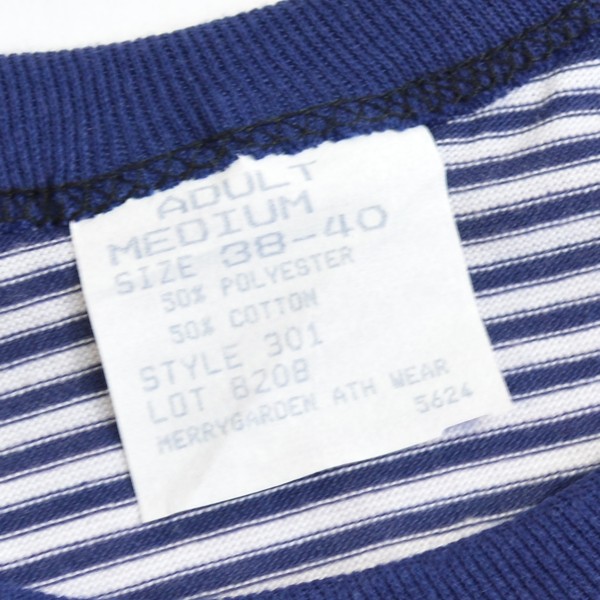 ADULT
MEDIUM
SIZE 38-40
50% POLYESTER
50% COTTON
STYLE 301
LOT 8208
MERRYGARDEN ATH WEAR
5624